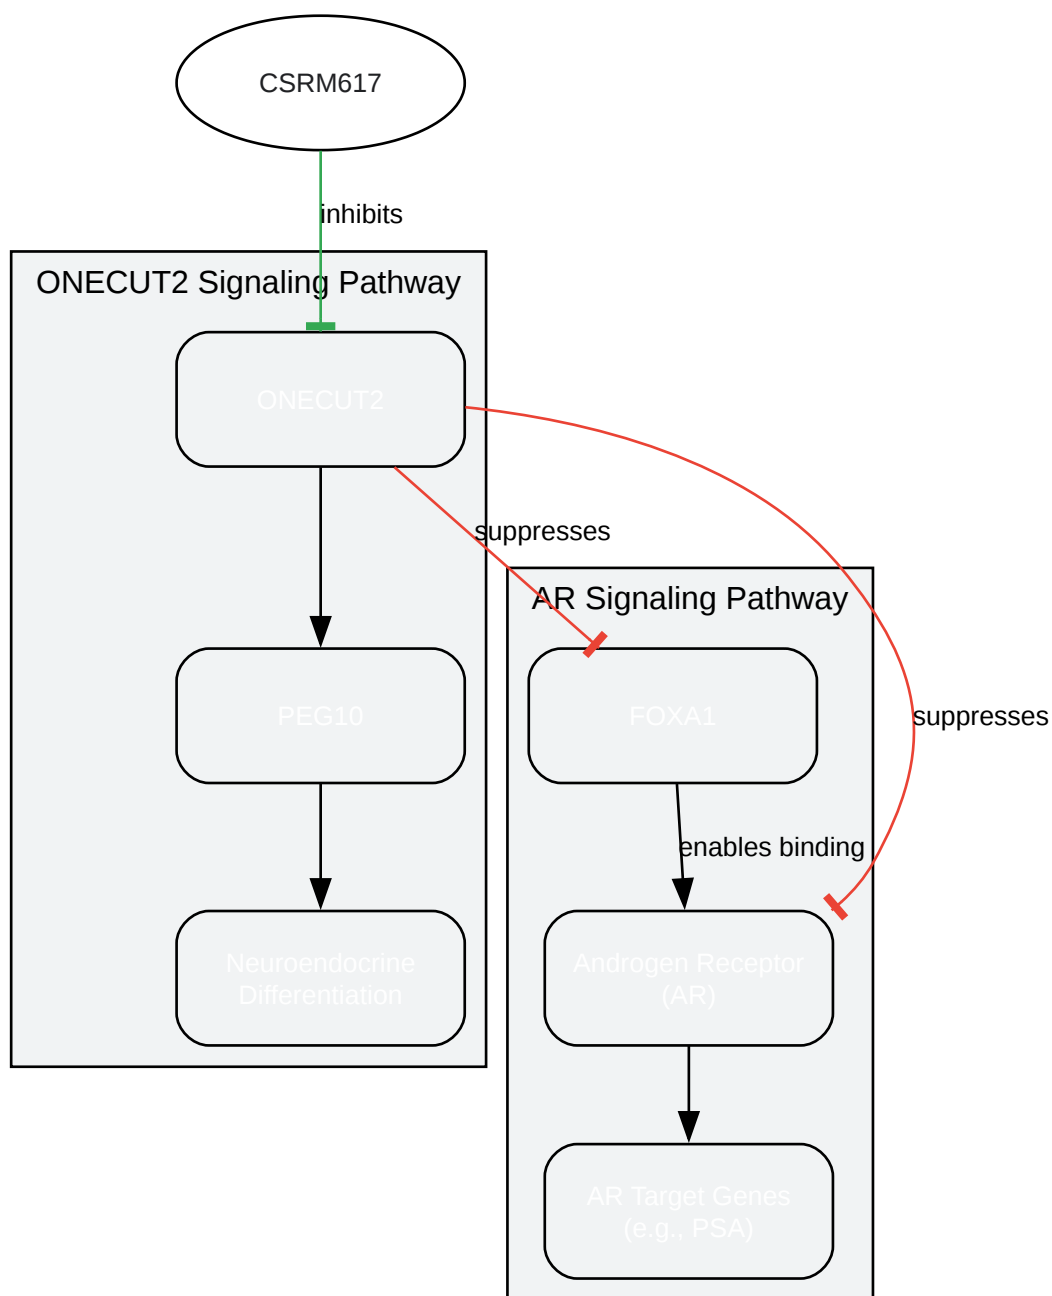 CSRM617
inhibits
ONECUT2 Signaling Pathway
ONECUT2
suppresses
AR Signaling Pathway
PEG10
FOXA1
suppresses
enables binding
Neuroendocrine
Differentiation
Androgen Receptor
(AR)
AR Target Genes
(e.g., PSA)